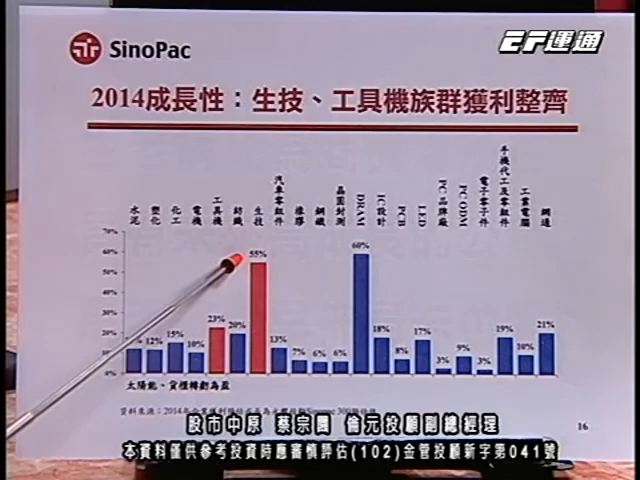 SinoPac
ET運通
2014成長性：生技、工具機族群獲利整齊
水泥 塑化 化工 電機 工具機 紡織 生技 汽車零組件 橡膠 鋼鐵 晶圓封測 DRAM IC設計 PCB LED PC品牌廠 PC ODM 電子零組件 手機代工及零組件 工業電腦 網通
70%
60%
50%
40%
30%
20%
10%
0%
12% 15% 10% 23% 20% 55% 13% 7% 6% 6% 60% 18% 8% 17% 3% 9% 3% 19% 10% 21%
太陽能、貨櫃轉虧為盈
16
股市中原 蔡宗園 倫元投顧副總經理
本資料僅供參考投資時應審慎評估(102)金管投顧新字第041號